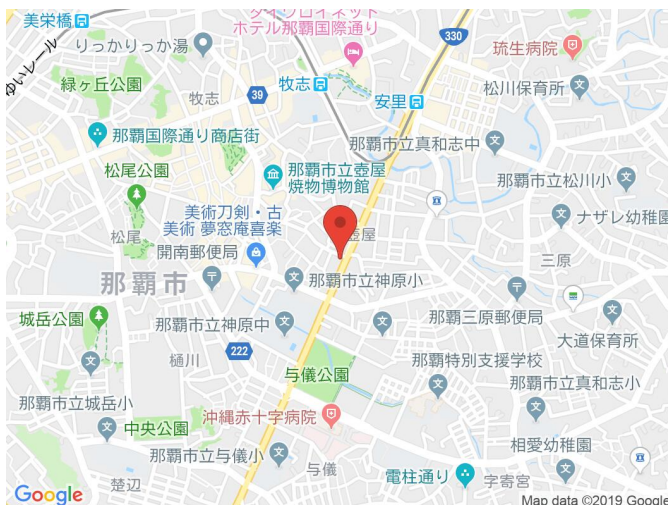 ダイワロイネット
ホテル那覇国際通り
美栄橋
りっかりっか湯
330
琉生病院
ゆいレール
緑ヶ丘公園
牧志
39
牧志
安里
松川保育所
那覇国際通り商店街
那覇市立真和志中
松尾公園
那覇市立壺屋
焼物博物館
那覇市立松川小
美術刀剣・古
美術 夢窓庵喜楽
ナザレ幼稚園
松尾
壺屋
開南郵便局
三原
那覇市
那覇市立神原小
城岳公園
那覇市立神原中
那覇三原郵便局
大道保育所
222
樋川
与儀公園
那覇特別支援学校
那覇市立真和志小
那覇市立城岳小
沖縄赤十字病院
中央公園
相愛幼稚園
那覇市立与儀小
与儀
電柱通り
字寄宮
楚辺
Google
Map data ©2019 Google